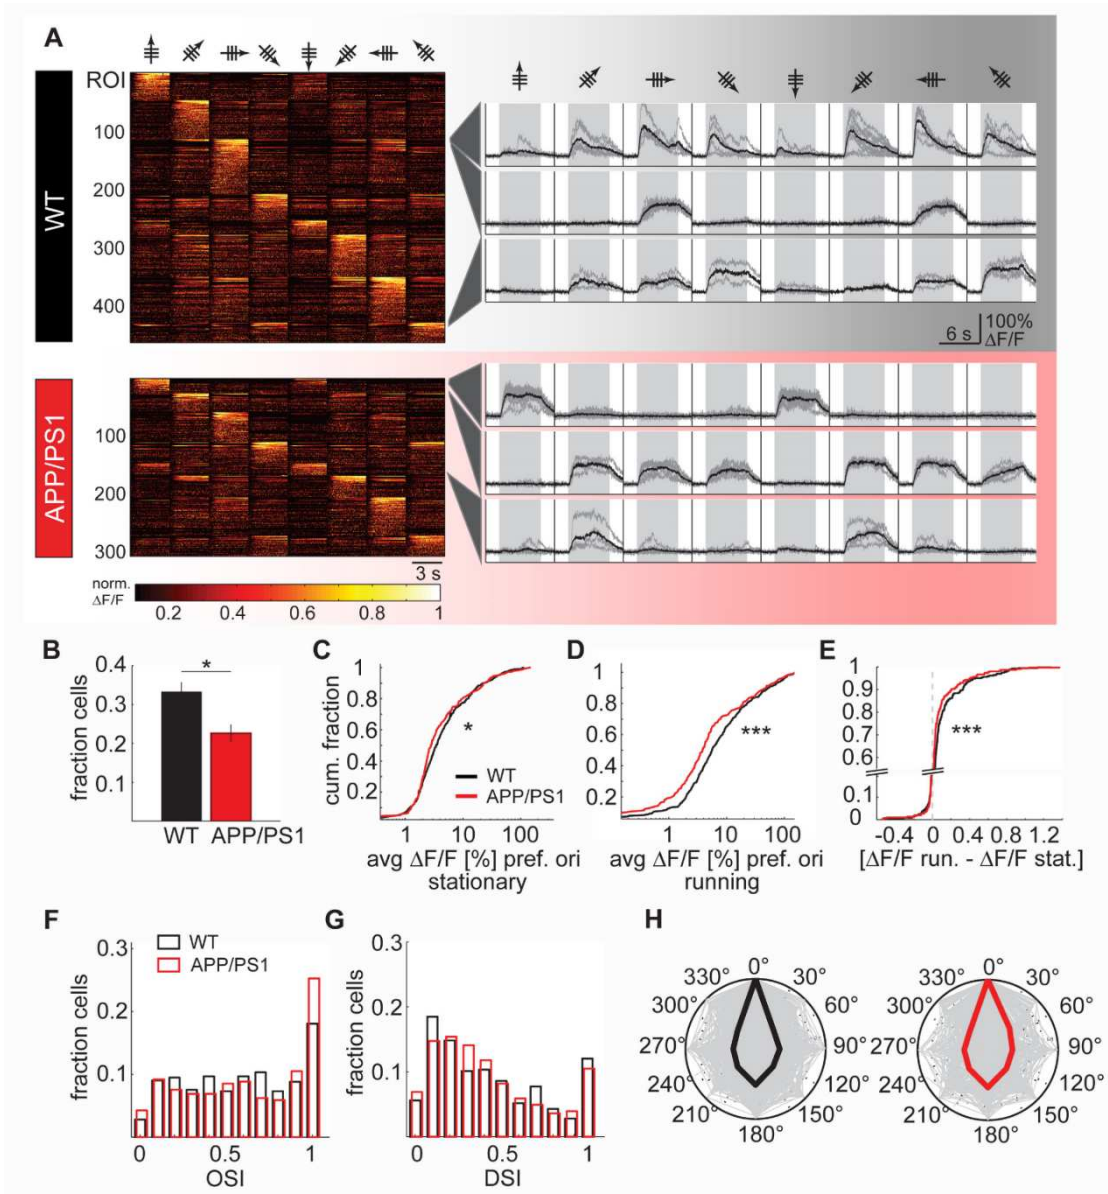 A
WT
ROI
100
200
300
400
6 s
100%
ΔF/F
APP/PS1
100
200
300
3 s
norm.
ΔF/F
0.2 0.4 0.6 0.8 1
B
fraction cells
0.4
0.3
0.2
0.1
*
WT APP/PS1
C
cum. fraction
1
0.8
0.6
0.4
0.2
*
WT
APP/PS1
1 10 100
avg ΔF/F [%] pref. ori
stationary
D
1
0.8
0.6
0.4
0.2
***
1 10 100
avg ΔF/F [%] pref. ori
running
E
1
0.9
0.8
0.7
0.6
0.1
0
***
-0.4 0 0.4 0.8 1.2
[ΔF/F run. - ΔF/F stat.]
F
fraction cells
0.3
0.2
0.1
WT
APP/PS1
0 0.5 1
OSI
G
fraction cells
0.3
0.2
0.1
0 0.5 1
DSI
H
0°
330° 30°
300° 60°
270° 90°
240° 120°
210° 150°
180°
0°
330° 30°
300° 60°
270° 90°
240° 120°
210° 150°
180°